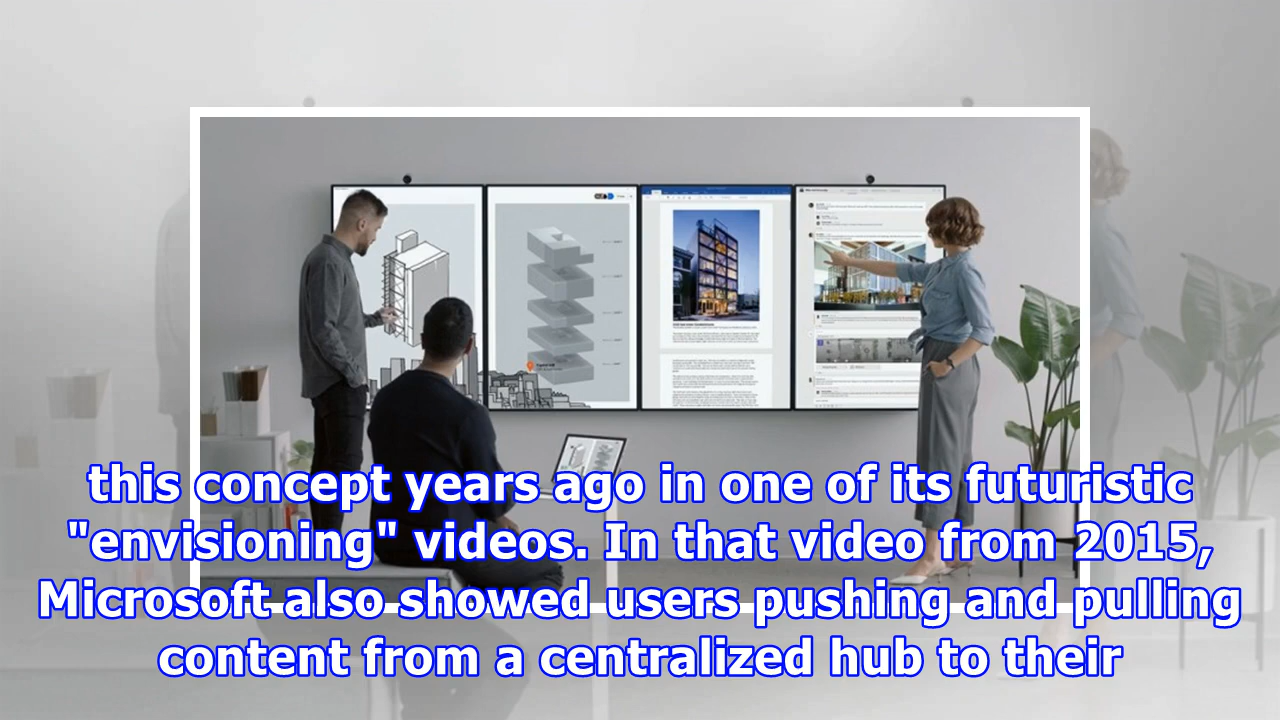 this concept years ago in one of its futuristic
"envisioning" videos. In that video from 2015,
Microsoft also showed users pushing and pulling
content from a centralized hub to their